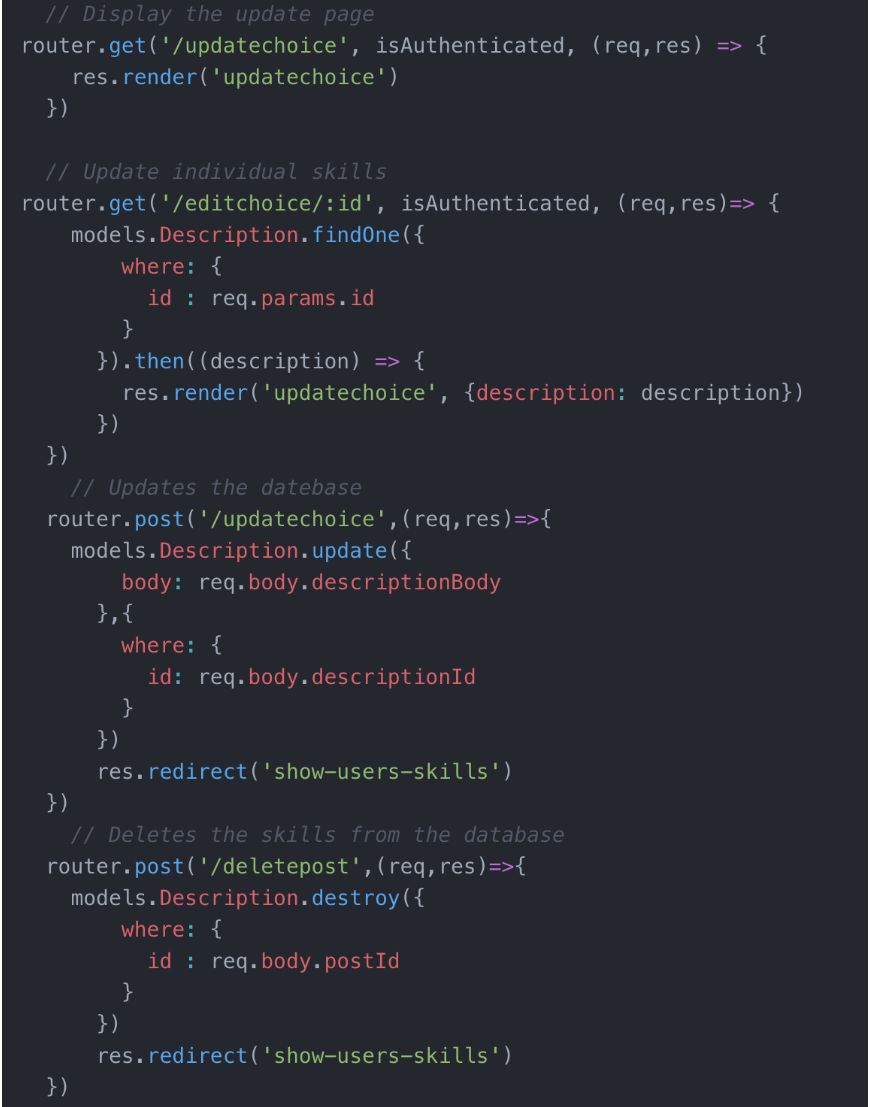 // Display the update page
router.get('/updatechoice', isAuthenticated, (req,res) => {
    res.render('updatechoice')
  })

  // Update individual skills
router.get('/editchoice/:id', isAuthenticated, (req,res)=> {
    models.Description.findOne({
        where: {
          id : req.params.id
        }
      }).then((description) => {
        res.render('updatechoice', {description: description})
      })
  })
    // Updates the datebase
  router.post('/updatechoice',(req,res)=>{
    models.Description.update({
        body: req.body.descriptionBody
      },{
        where: {
          id: req.body.descriptionId
        }
      })
      res.redirect('show-users-skills')
  })
    // Deletes the skills from the database
  router.post('/deletepost',(req,res)=>{
    models.Description.destroy({
        where: {
          id : req.body.postId
        }
      })
      res.redirect('show-users-skills')
  })